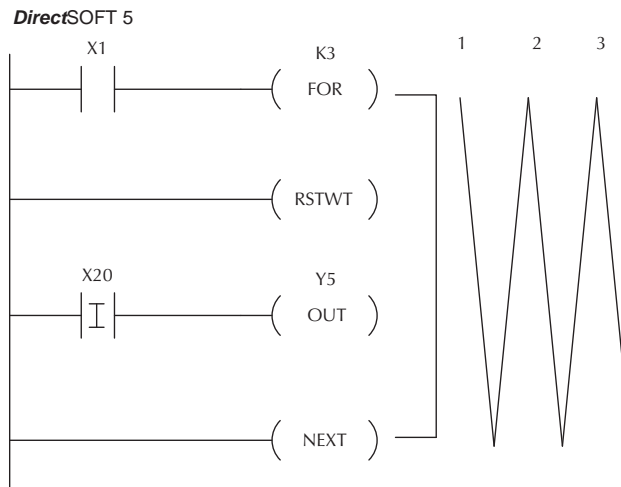 DirectSOFT 5
X1
K3
1 2 3
FOR
RSTWT
X20
Y5
I
OUT
NEXT